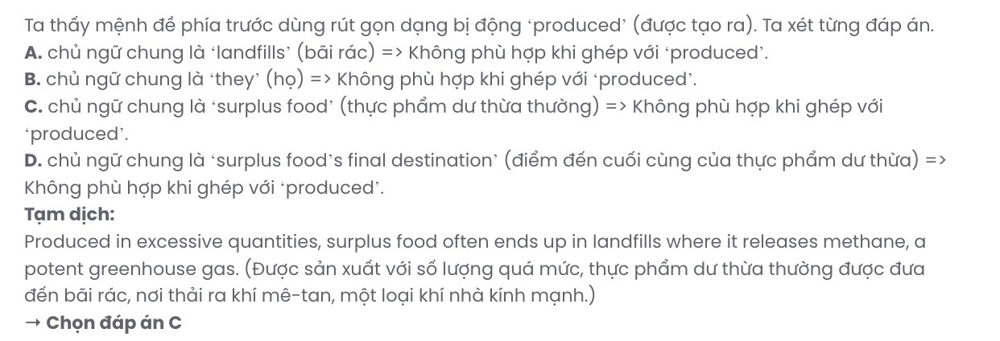 Ta thấy mệnh đề phía trước dùng rút gọn dạng bị động ‘produced’ (được tạo ra). Ta xét từng đáp án.
A. chủ ngữ chung là ‘landfills’ (bãi rác) => Không phù hợp khi ghép với ‘produced’.
B. chủ ngữ chung là ‘they’ (họ) => Không phù hợp khi ghép với ‘produced’.
C. chủ ngữ chung là ‘surplus food’ (thực phẩm dư thừa thường) => Không phù hợp khi ghép với
‘produced’.
D. chủ ngữ chung là ‘surplus food’s final destination’ (điểm đến cuối cùng của thực phẩm dư thừa) =>
Không phù hợp khi ghép với ‘produced’.
Tạm dịch:
Produced in excessive quantities, surplus food often ends up in landfills where it releases methane, a
potent greenhouse gas. (Được sản xuất với số lượng quá mức, thực phẩm dư thừa thường được đưa
đến bãi rác, nơi thải ra khí mê-tan, một loại khí nhà kính mạnh.)
→ Chọn đáp án C